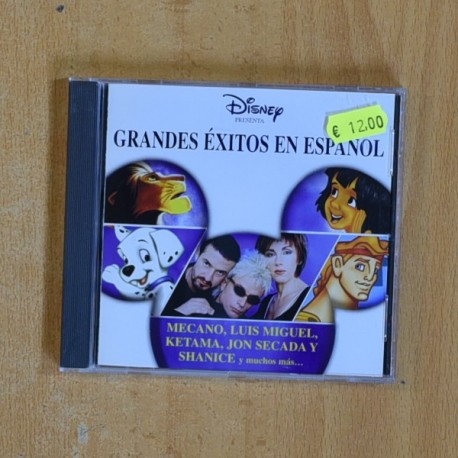 Disney
PRESENTA
GRANDES ÉXITOS EN ESPAÑOL
€ 12,00
MECANO, LUIS MIGUEL,
KETAMA, JON SECADA Y
SHANICE y muchos más...